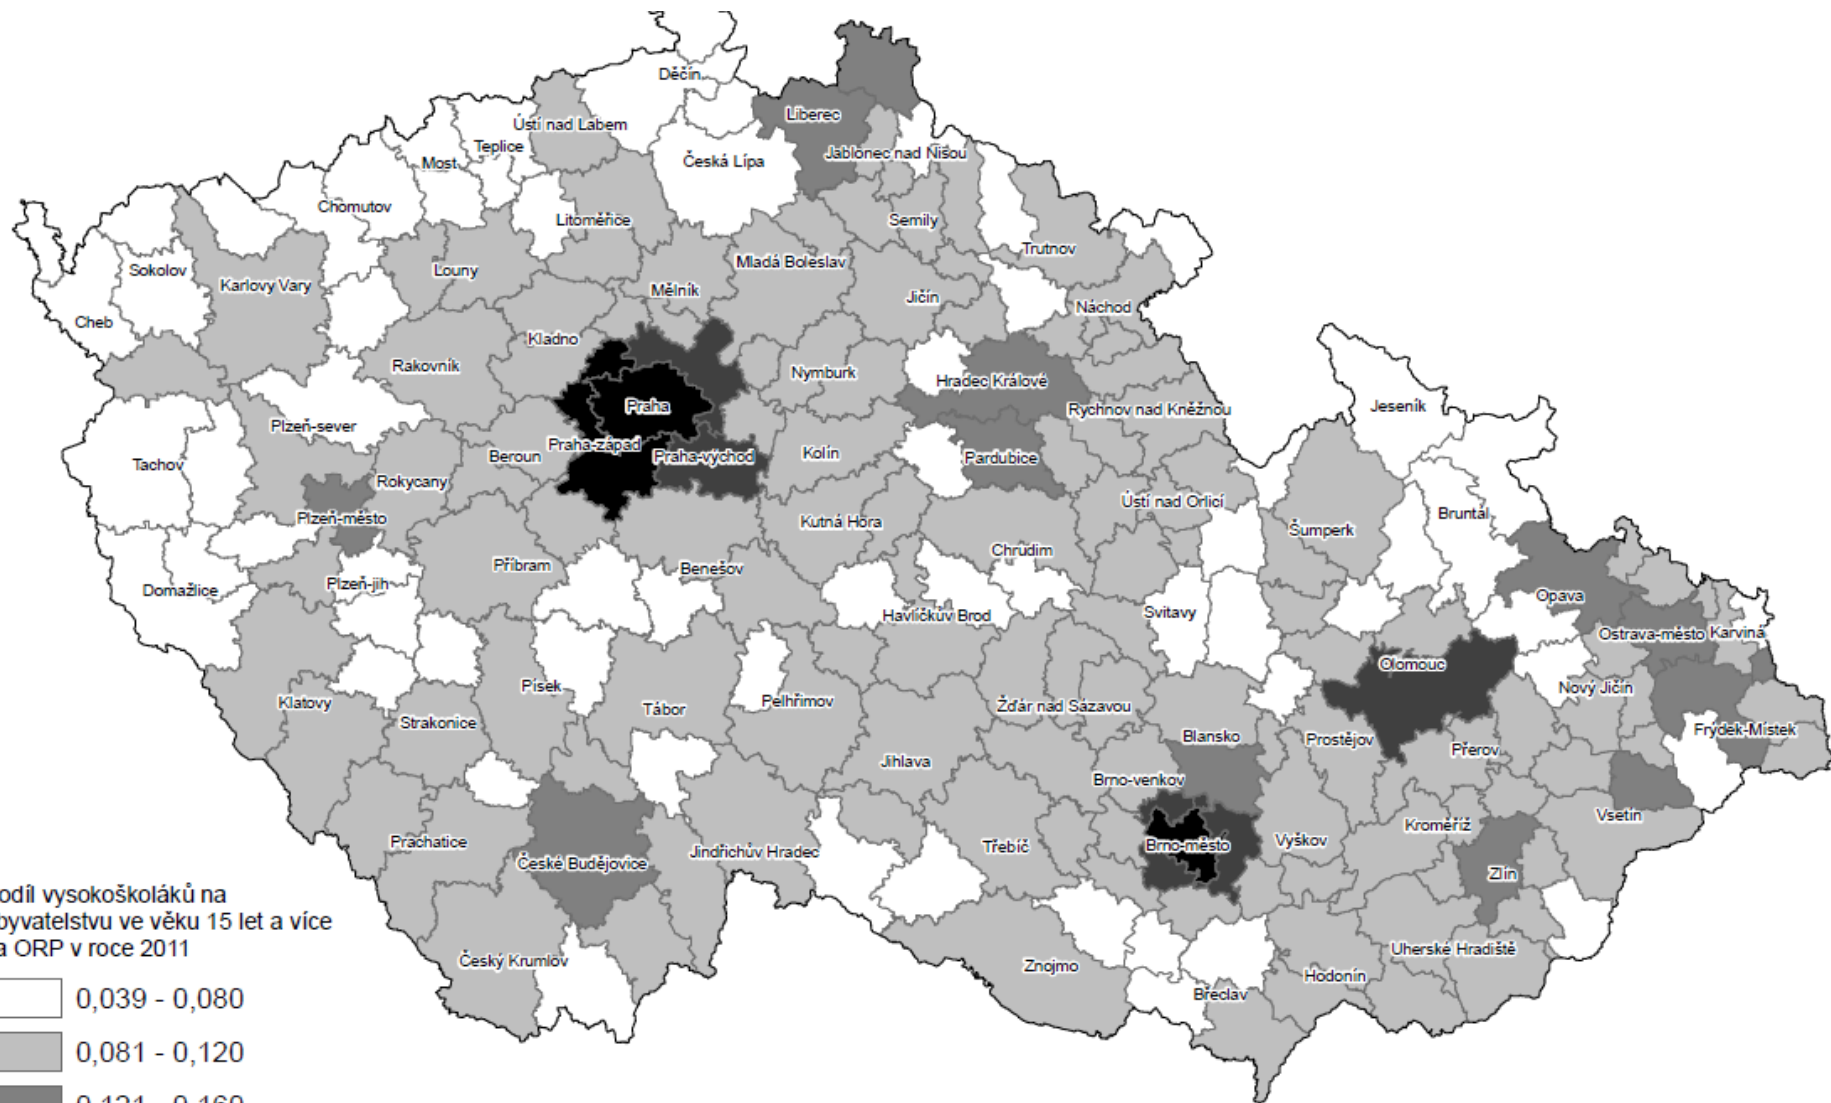 Děčín
Liberec
Ústí nad Labem
Teplice
Jablonec nad Nisou
Most
Česká Lípa
Chomutov
Litoměřice
Semily
Trutnov
Sokolov
Louny
Mladá Boleslav
Karlovy Vary
Mělník
Jičín
Náchod
Cheb
Kladno
Rakovník
Nymburk
Hradec Králové
Praha
Rychnov nad Kněžnou
Jeseník
Plzeň-sever
Praha-západ
Kolín
Beroun
Praha-východ
Pardubice
Tachov
Rokycany
Ústí nad Orlicí
Bruntál
Plzeň-město
Kutná Hora
Šumperk
Chrudim
Příbram
Benešov
Plzeň-jih
Domažlice
Opava
Havlíčkův Brod
Svitavy
Ostrava-město
Karviná
Olomouc
Písek
Nový Jičín
Klatovy
Pelhřimov
Tábor
Žďár nad Sázavou
Strakonice
Blansko
Frýdek-Místek
Prostějov
Přerov
Jihlava
Brno-venkov
Vsetín
Kroměříž
Prachatice
Vyškov
Třebíč
Brno-město
Jindřichův Hradec
České Budějovice
Zlín
Uherské Hradiště
Český Krumlov
Znojmo
Hodonín
Břeclav
odíl vysokoškoláků na
byvatelstvu ve věku 15 let a více
a ORP v roce 2011
0,039 - 0,080
0,081 - 0,120